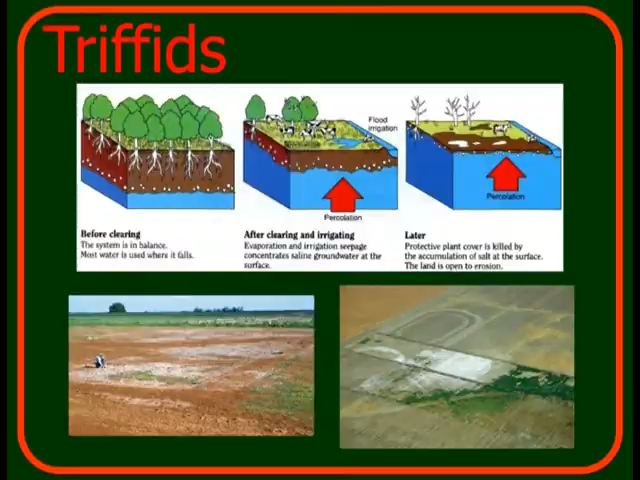 Triffids
Flood
irrigation
Percolation
Percolation
Before clearing
The system is in balance.
Most water is used where it falls.
After clearing and irrigating
Evaporation and irrigation seepage
concentrates saline groundwater at the
surface.
Later
Protective plant cover is killed by
the accumulation of salt at the surface.
The land is open to erosion.